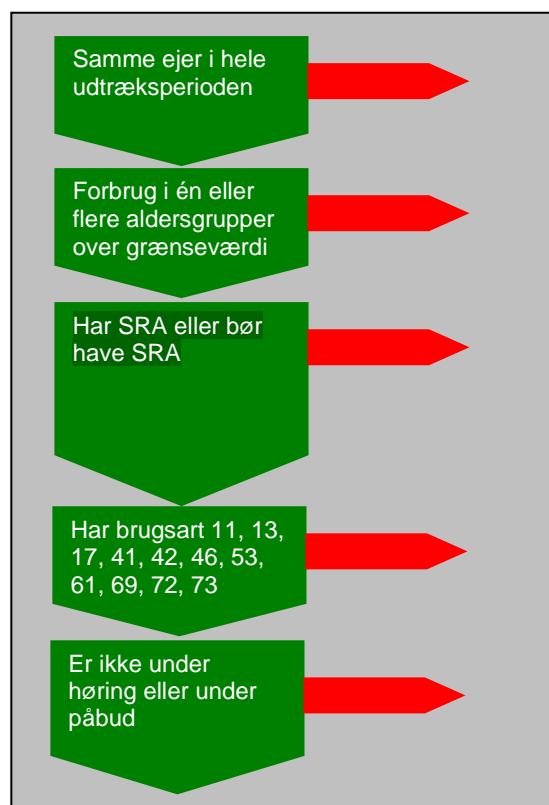 Samme ejer i hele
udtræksperioden
Forbrug i én eller
flere aldersgrupper
over grænseværdi
Har SRA eller bør
have SRA
Har brugsart 11, 13,
17, 41, 42, 46, 53,
61, 69, 72, 73
Er ikke under
høring eller under
påbud